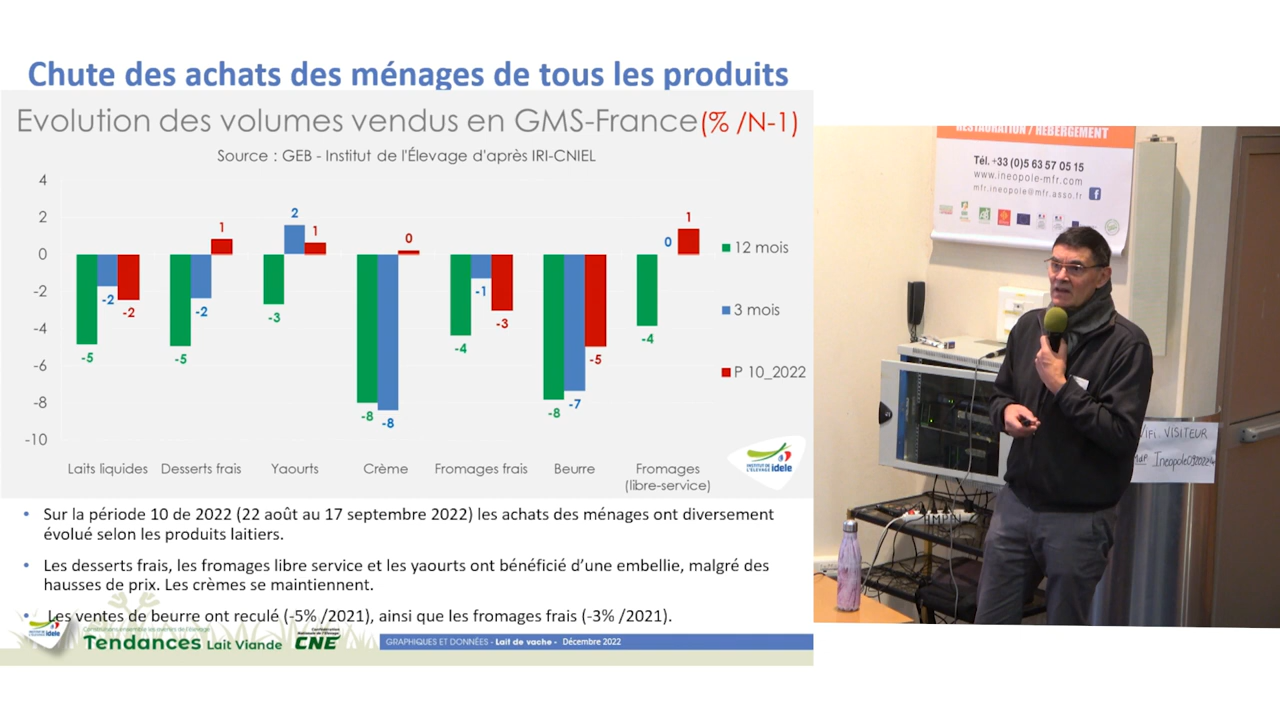 Chute des achats des ménages de tous les produits
Evolution des volumes vendus en GMS-France(% /N-1)
Source : GEB - Institut de l'Élevage d'après IRI-CNIEL
4
2
0
-2
-4
-6
-8
-10
-5
-2
-2
-5
-2
1
-3
2
1
-8
-8
0
-4
-1
-3
-8
-7
-5
-4
0
1
12 mois
3 mois
P 10_2022
Laits liquides
Desserts frais
Yaourts
Crème
Fromages frais
Beurre
Fromages
(libre-service)
INSTITUT DE
L'ÉLEVAGE idele
• Sur la période 10 de 2022 (22 août au 17 septembre 2022) les achats des ménages ont diversement
évolué selon les produits laitiers.
• Les desserts frais, les fromages libre service et les yaourts ont bénéficié d'une embellie, malgré des
hausses de prix. Les crèmes se maintiennent.
• Les ventes de beurre ont reculé (-5% /2021), ainsi que les fromages frais (-3% /2021).
idele
Tendances Lait Viande
CNE
GRAPHIQUES ET DONNÉES - Lait de vache - Décembre 2022
RESTAURATION / HÉBERGEMENT
Tél. +33 (0)5 63 57 05 15
www.ineopole-mfr.com
mfr.ineopole@mfr.asso.fr
WiFi VISITEUR